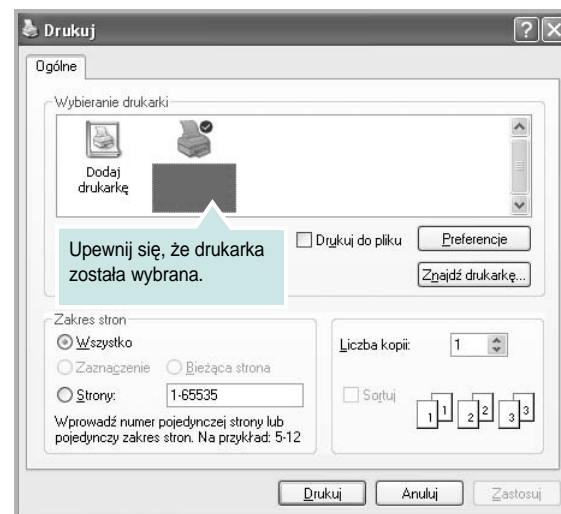 Drukuj
Ogólne
Wybieranie drukarki
Dodaj
drukarkę
Upewnij się, że drukarka
została wybrana.
Drukuj do pliku
Preferencje
Znajdź drukarkę...
Zakres stron
Wszystko
Zaznaczenie
Bieżąca strona
Strony:
1-65535
Wprowadź numer pojedynczej strony lub
pojedynczy zakres stron. Na przykład: 5-12
Liczba kopii:
1
Sortuj
1 1 2 2 3 3
Drukuj
Anuluj
Zastosuj